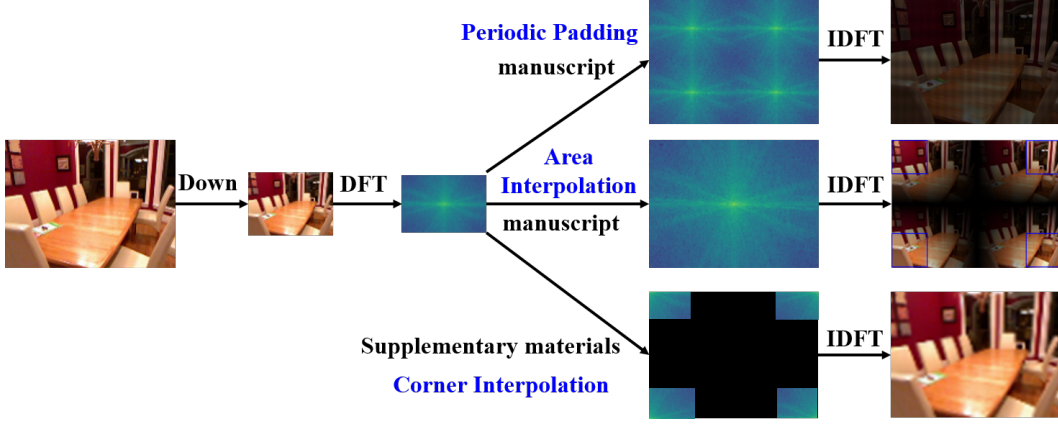 Periodic Padding
manuscript
IDFT
Down
DFT
Area
Interpolation
manuscript
IDFT
Supplementary materials
Corner Interpolation
IDFT